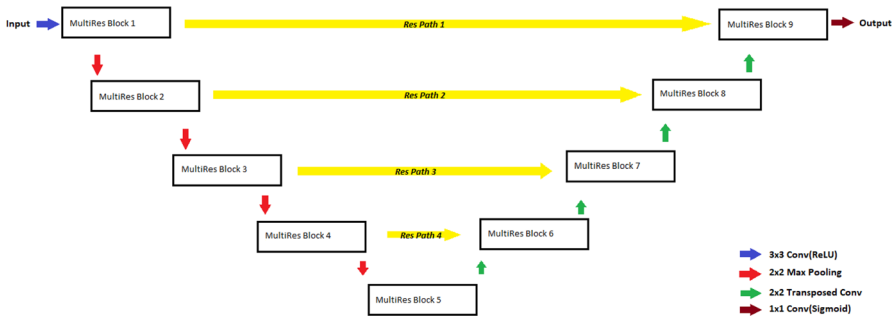 Input
MultiRes Block 1
Res Path 1
MultiRes Block 9
Output
MultiRes Block 2
Res Path 2
MultiRes Block 8
MultiRes Block 3
Res Path 3
MultiRes Block 7
MultiRes Block 4
Res Path 4
MultiRes Block 6
MultiRes Block 5
3x3 Conv(ReLU)
2x2 Max Pooling
2x2 Transposed Conv
1x1 Conv(Sigmoid)